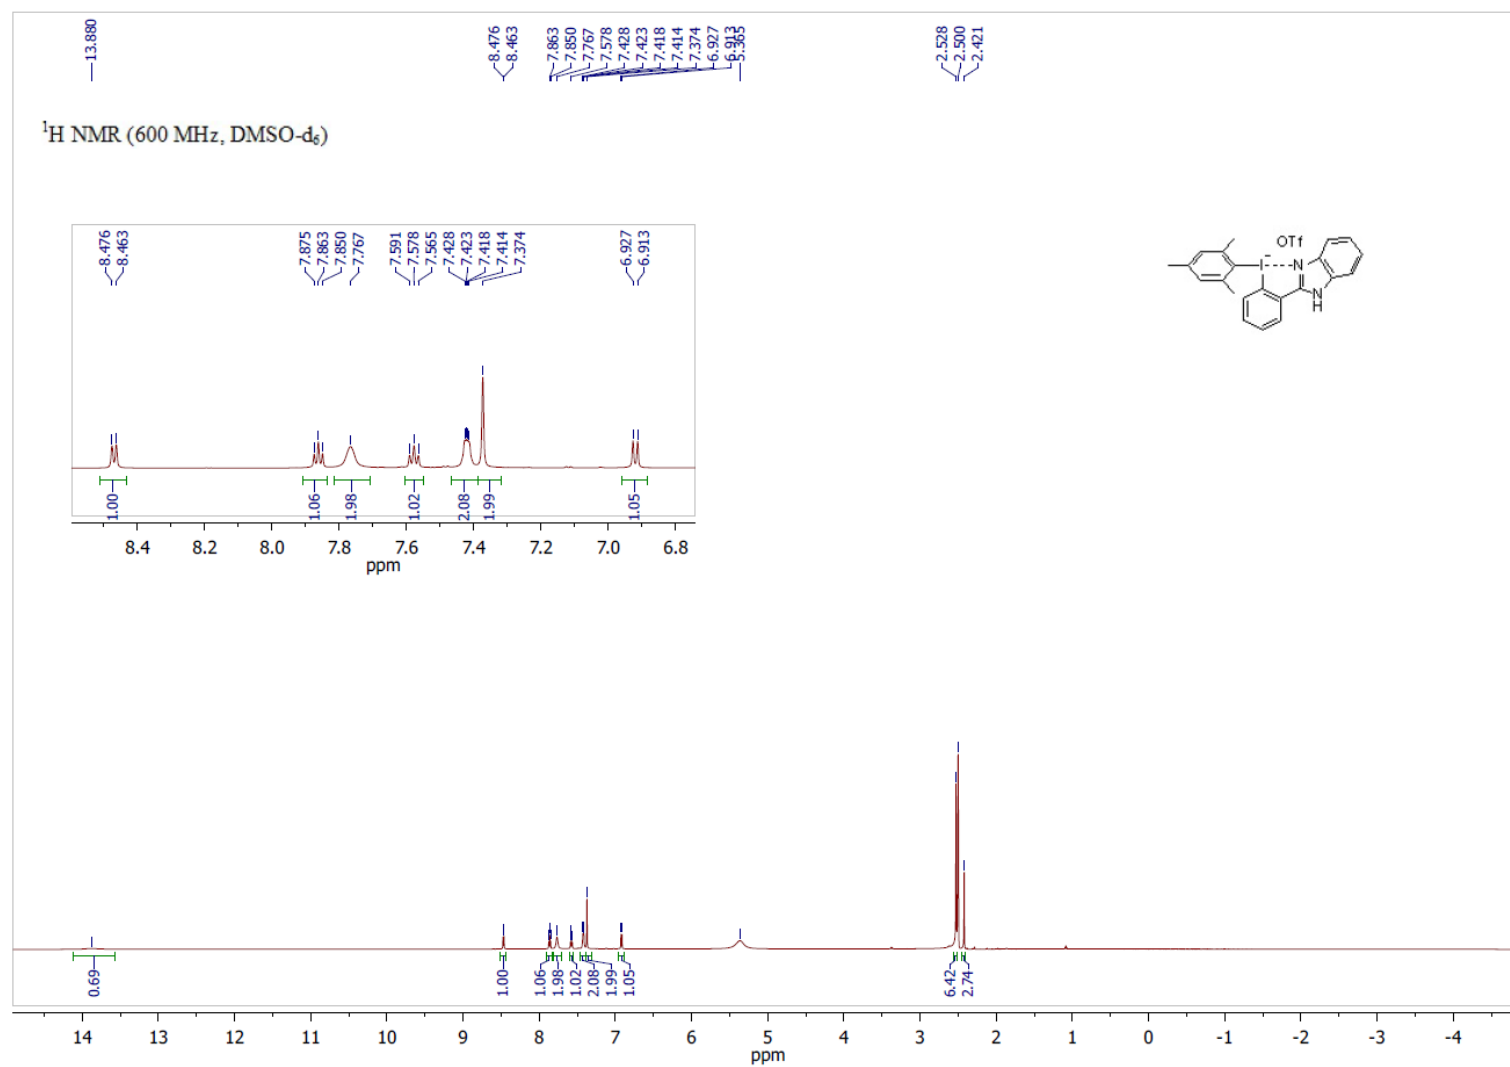 13.880 8.476 8.463 7.863 7.850 7.767 7.578 7.428 7.423 7.418 7.414 7.374 6.927 6.913 5.365 2.528 2.500 2.421
¹H NMR (600 MHz, DMSO-d₆)
8.476 8.463 7.875 7.863 7.850 7.767 7.591 7.578 7.565 7.428 7.423 7.418 7.414 7.374 6.927 6.913
OTf
I N
N
H
1.00 1.06 1.98 1.02 2.08 1.99 1.05
8.4 8.2 8.0 7.8 7.6 7.4 7.2 7.0 6.8
ppm
0.69 1.00 1.06 1.98 1.02 2.08 1.99 1.05 6.42 2.74
14 13 12 11 10 9 8 7 6 5 4 3 2 1 0 -1 -2 -3 -4
ppm